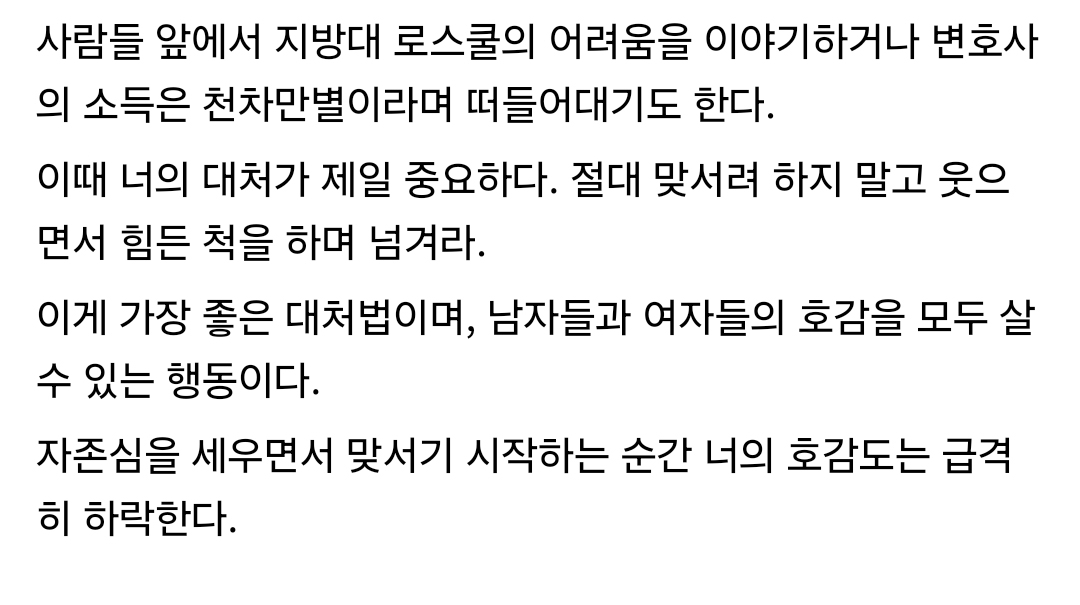 사람들 앞에서 지방대 로스쿨의 어려움을 이야기하거나 변호사
의 소득은 천차만별이라며 떠들어대기도 한다.
이때 너의 대처가 제일 중요하다. 절대 맞서려 하지 말고 웃으
면서 힘든 척을 하며 넘겨라.
이게 가장 좋은 대처법이며, 남자들과 여자들의 호감을 모두 살
수 있는 행동이다.
자존심을 세우면서 맞서기 시작하는 순간 너의 호감도는 급격
히 하락한다.